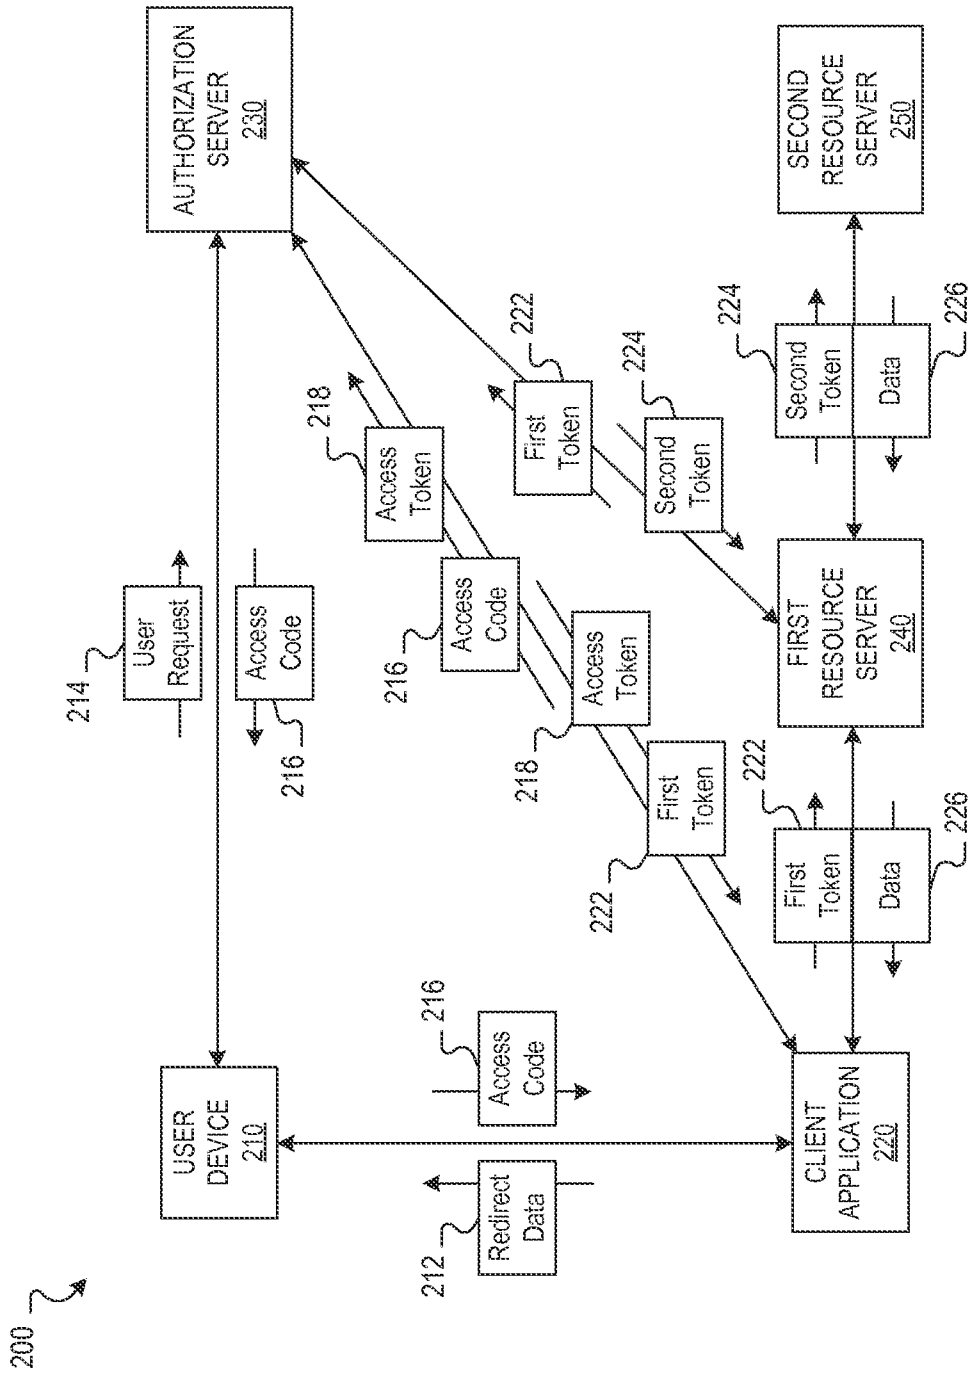 200
USER
DEVICE
210
214
User
Request
Access
Code
216
AUTHORIZATION
SERVER
230
212
Redirect
Data
Access
Code
216
218
Access
Token
216
Access
Code
218
Access
Token
222
First
Token
222
First
Token
224
Second
Token
CLIENT
APPLICATION
220
222
First
Token
Data
226
FIRST
RESOURCE
SERVER
240
224
Second
Token
Data
226
SECOND
RESOURCE
SERVER
250